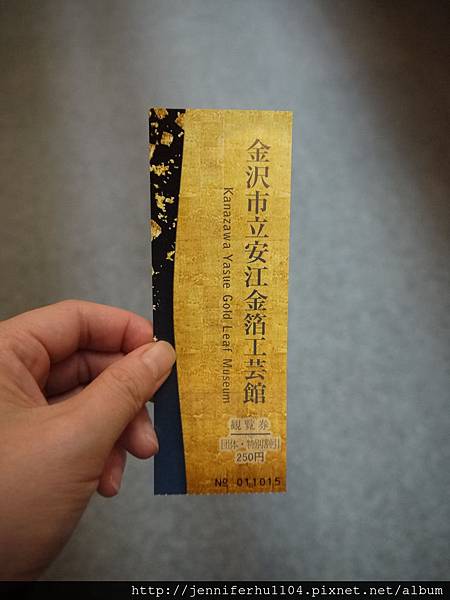 金沢市立安江金箔工芸館
Kanazawa Yasue Gold Leaf Museum
観覧券
団体・特別割引
250円
№ 011015
http://jenniferhu1104.pixnet.net/album